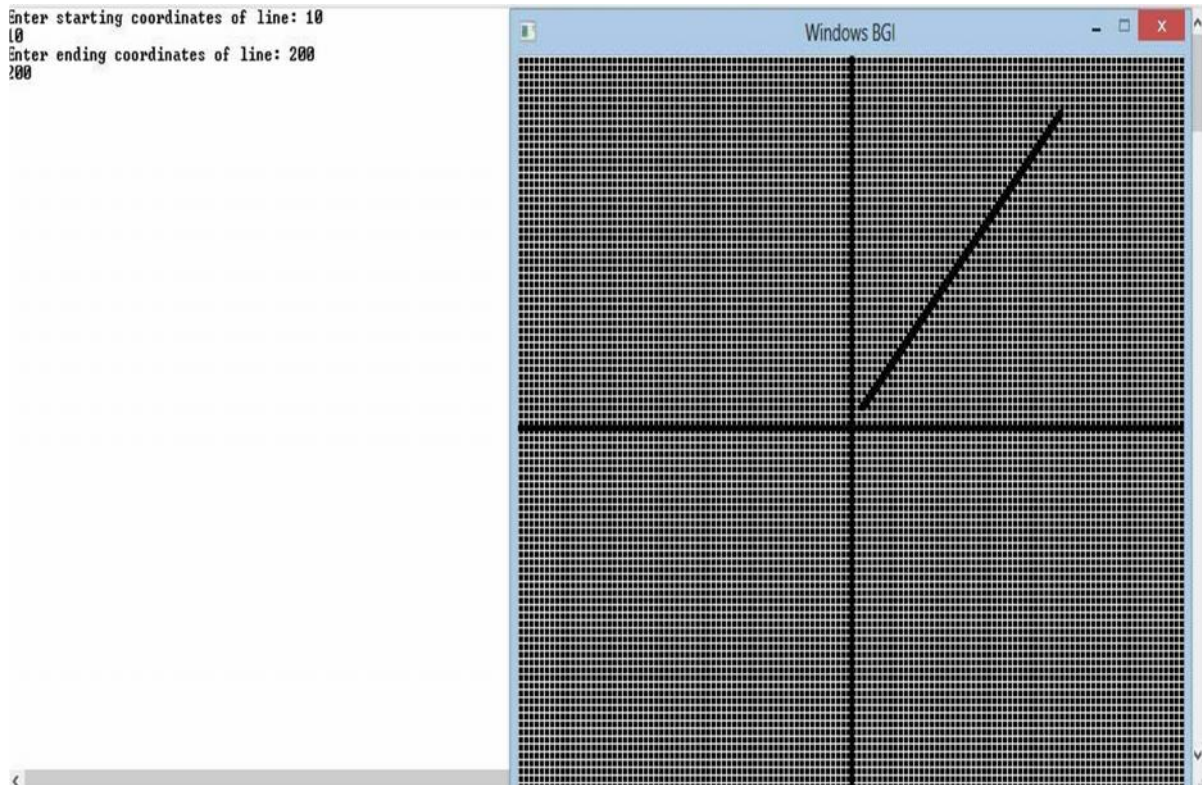 Enter starting coordinates of line: 10
10
Enter ending coordinates of line: 200
200
Windows BGI